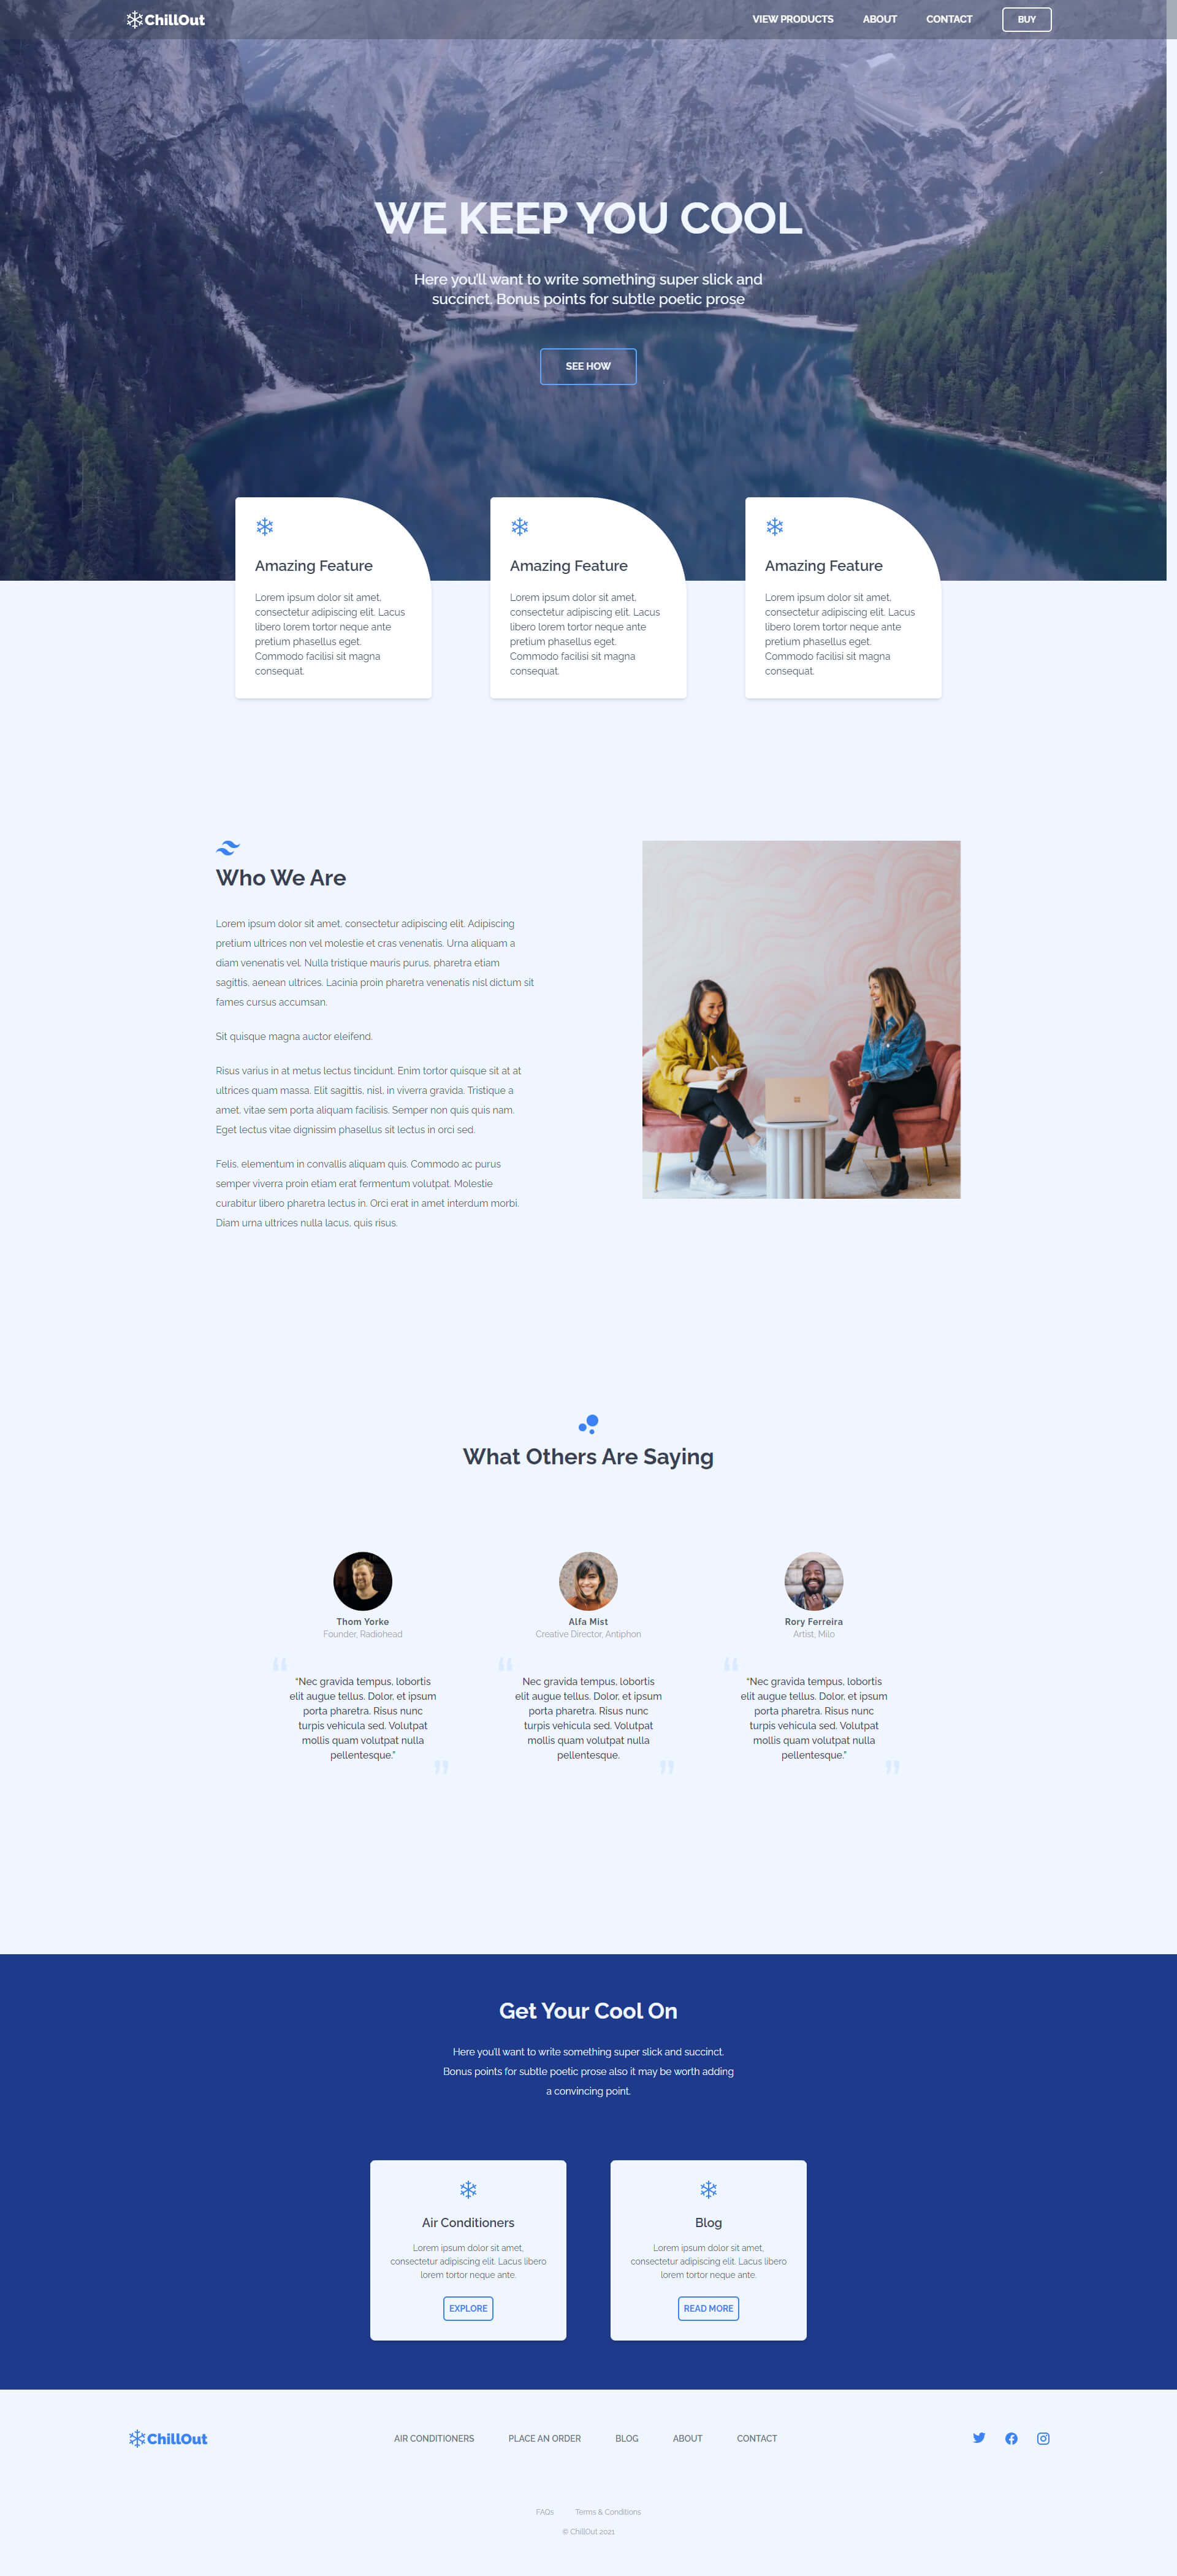 ChillOut
VIEW PRODUCTS
ABOUT
CONTACT
BUY
WE KEEP YOU COOL
Here you'll want to write something super slick and
succinct. Bonus points for subtle poetic prose
SEE HOW
Amazing Feature
Lorem ipsum dolor sit amet,
consectetur adipiscing elit. Lacus
libero lorem tortor neque ante
pretium phasellus eget.
Commodo facilisi sit magna
consequat.
Amazing Feature
Lorem ipsum dolor sit amet,
consectetur adipiscing elit. Lacus
libero lorem tortor neque ante
pretium phasellus eget.
Commodo facilisi sit magna
consequat.
Amazing Feature
Lorem ipsum dolor sit amet,
consectetur adipiscing elit. Lacus
libero lorem tortor neque ante
pretium phasellus eget.
Commodo facilisi sit magna
consequat.
Who We Are
Lorem ipsum dolor sit amet, consectetur adipiscing elit. Adipiscing
pretium ultrices non vel molestie et cras venenatis. Urna aliquam a
diam venenatis vel. Nulla tristique mauris purus, pharetra etiam
sagittis, aenean ultrices. Lacinia proin pharetra venenatis nisl dictum sit
fames cursus accumsan.
Sit quisque magna auctor eleifend.
Risus varius in at metus lectus tincidunt. Enim tortor quisque sit at at
ultrices quam massa. Elit sagittis, nisl, in viverra gravida. Tristique a
amet, vitae sem porta aliquam facilisis. Semper non quis quis nam.
Eget lectus vitae dignissim phasellus sit lectus in orci sed.
Felis, elementum in convallis aliquam quis. Commodo ac purus
semper viverra proin etiam erat fermentum volutpat. Molestie
curabitur libero pharetra lectus in. Orci erat in amet interdum morbi.
Diam urna ultrices nulla lacus, quis risus.
What Others Are Saying
Thom Yorke
Founder, Radiohead
“Nec gravida tempus, lobortis
elit augue tellus. Dolor, et ipsum
porta pharetra. Risus nunc
turpis vehicula sed. Volutpat
mollis quam volutpat nulla
pellentesque.”
Alfa Mist
Creative Director, Antiphon
Nec gravida tempus, lobortis
elit augue tellus. Dolor, et ipsum
porta pharetra. Risus nunc
turpis vehicula sed. Volutpat
mollis quam volutpat nulla
pellentesque.
Rory Ferreira
Artist, Milo
“Nec gravida tempus, lobortis
elit augue tellus. Dolor, et ipsum
porta pharetra. Risus nunc
turpis vehicula sed. Volutpat
mollis quam volutpat nulla
pellentesque.”
Get Your Cool On
Here you'll want to write something super slick and succinct.
Bonus points for subtle poetic prose also it may be worth adding
a convincing point.
Air Conditioners
Lorem ipsum dolor sit amet,
consectetur adipiscing elit. Lacus libero
lorem tortor neque ante.
EXPLORE
Blog
Lorem ipsum dolor sit amet,
consectetur adipiscing elit. Lacus libero
lorem tortor neque ante.
READ MORE
ChillOut
AIR CONDITIONERS
PLACE AN ORDER
BLOG
ABOUT
CONTACT
FAQs
Terms & Conditions
© ChillOut 2021